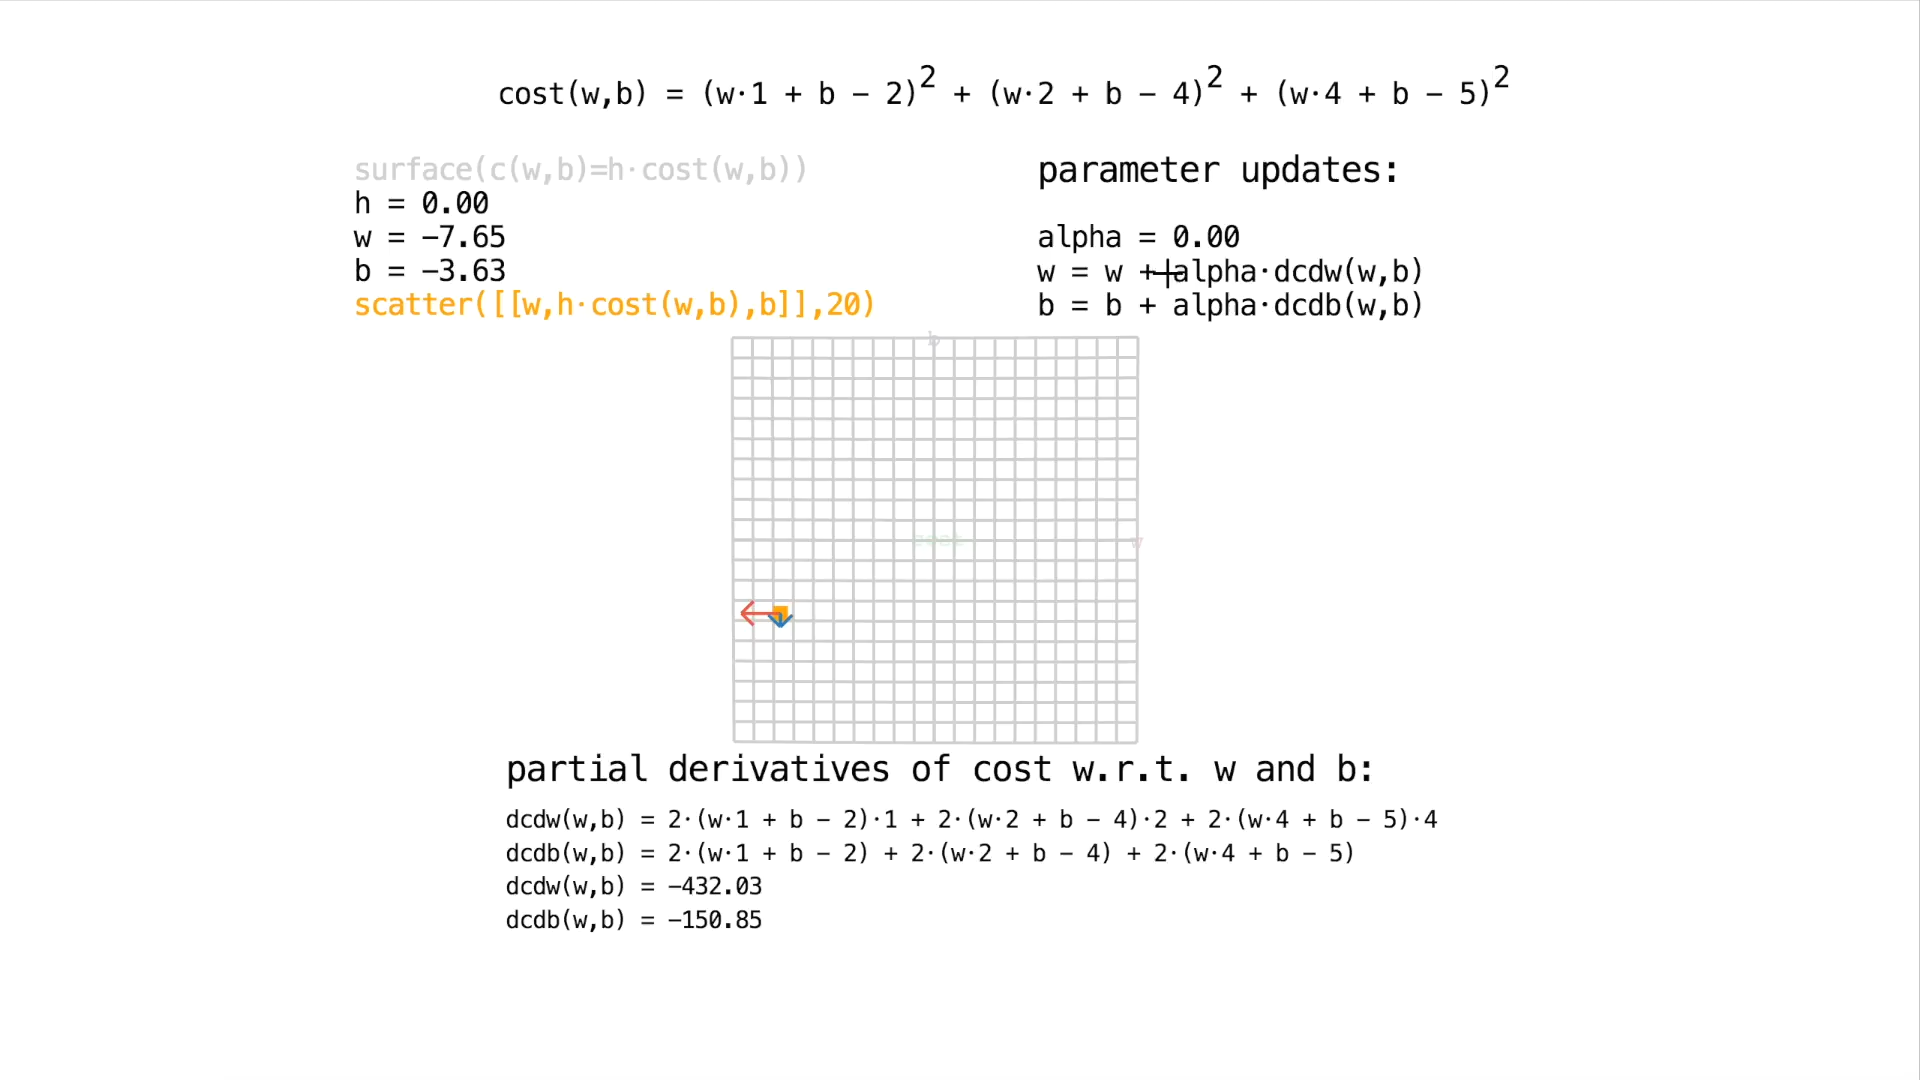 cost(w,b) = (w·1 + b − 2)² + (w·2 + b − 4)² + (w·4 + b − 5)²
surface(c(w,b)=h·cost(w,b))
h = 0.00
w = −7.65
b = −3.63
scatter([[w,h·cost(w,b),b]],20)
parameter updates:
alpha = 0.00
w = w + alpha·dcdw(w,b)
b = b + alpha·dcdb(w,b)
b
cost
w
partial derivatives of cost w.r.t. w and b:
dcdw(w,b) = 2·(w·1 + b − 2)·1 + 2·(w·2 + b − 4)·2 + 2·(w·4 + b − 5)·4
dcdb(w,b) = 2·(w·1 + b − 2) + 2·(w·2 + b − 4) + 2·(w·4 + b − 5)
dcdw(w,b) = −432.03
dcdb(w,b) = −150.85